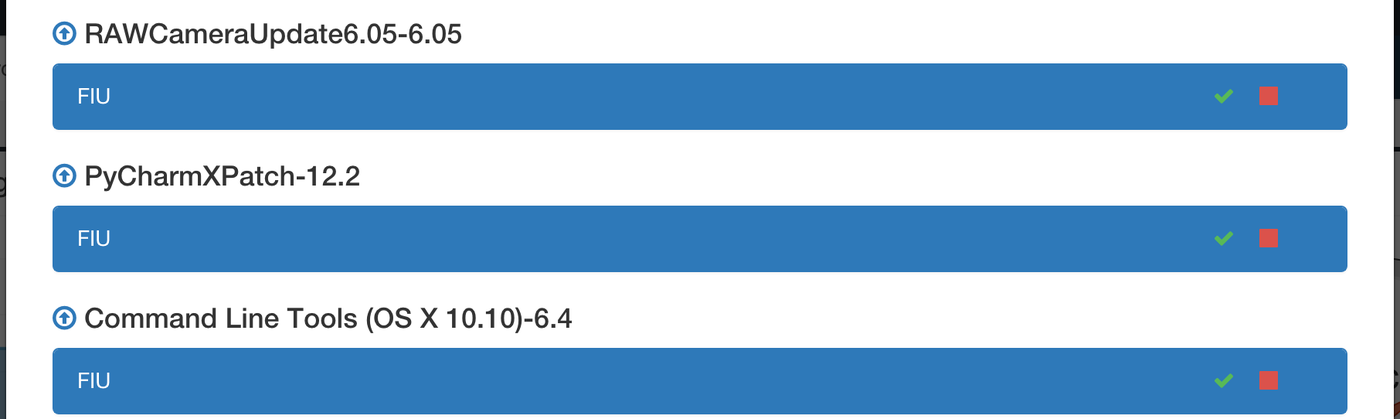 RAWCameraUpdate6.05-6.05
FIU
PyCharmXPatch-12.2
FIU
Command Line Tools (OS X 10.10)-6.4
FIU